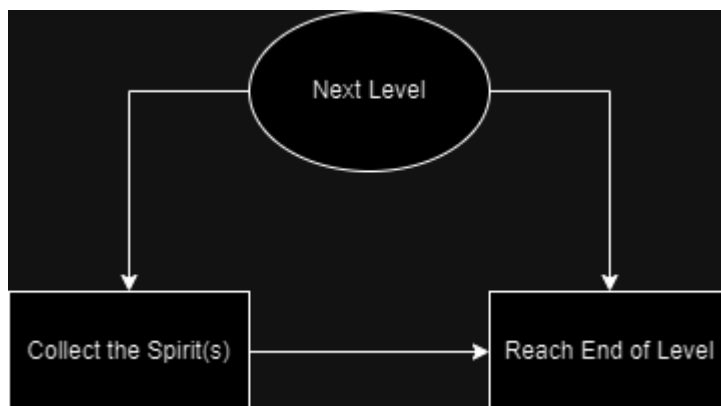 Next Level
Collect the Spirit(s)
Reach End of Level